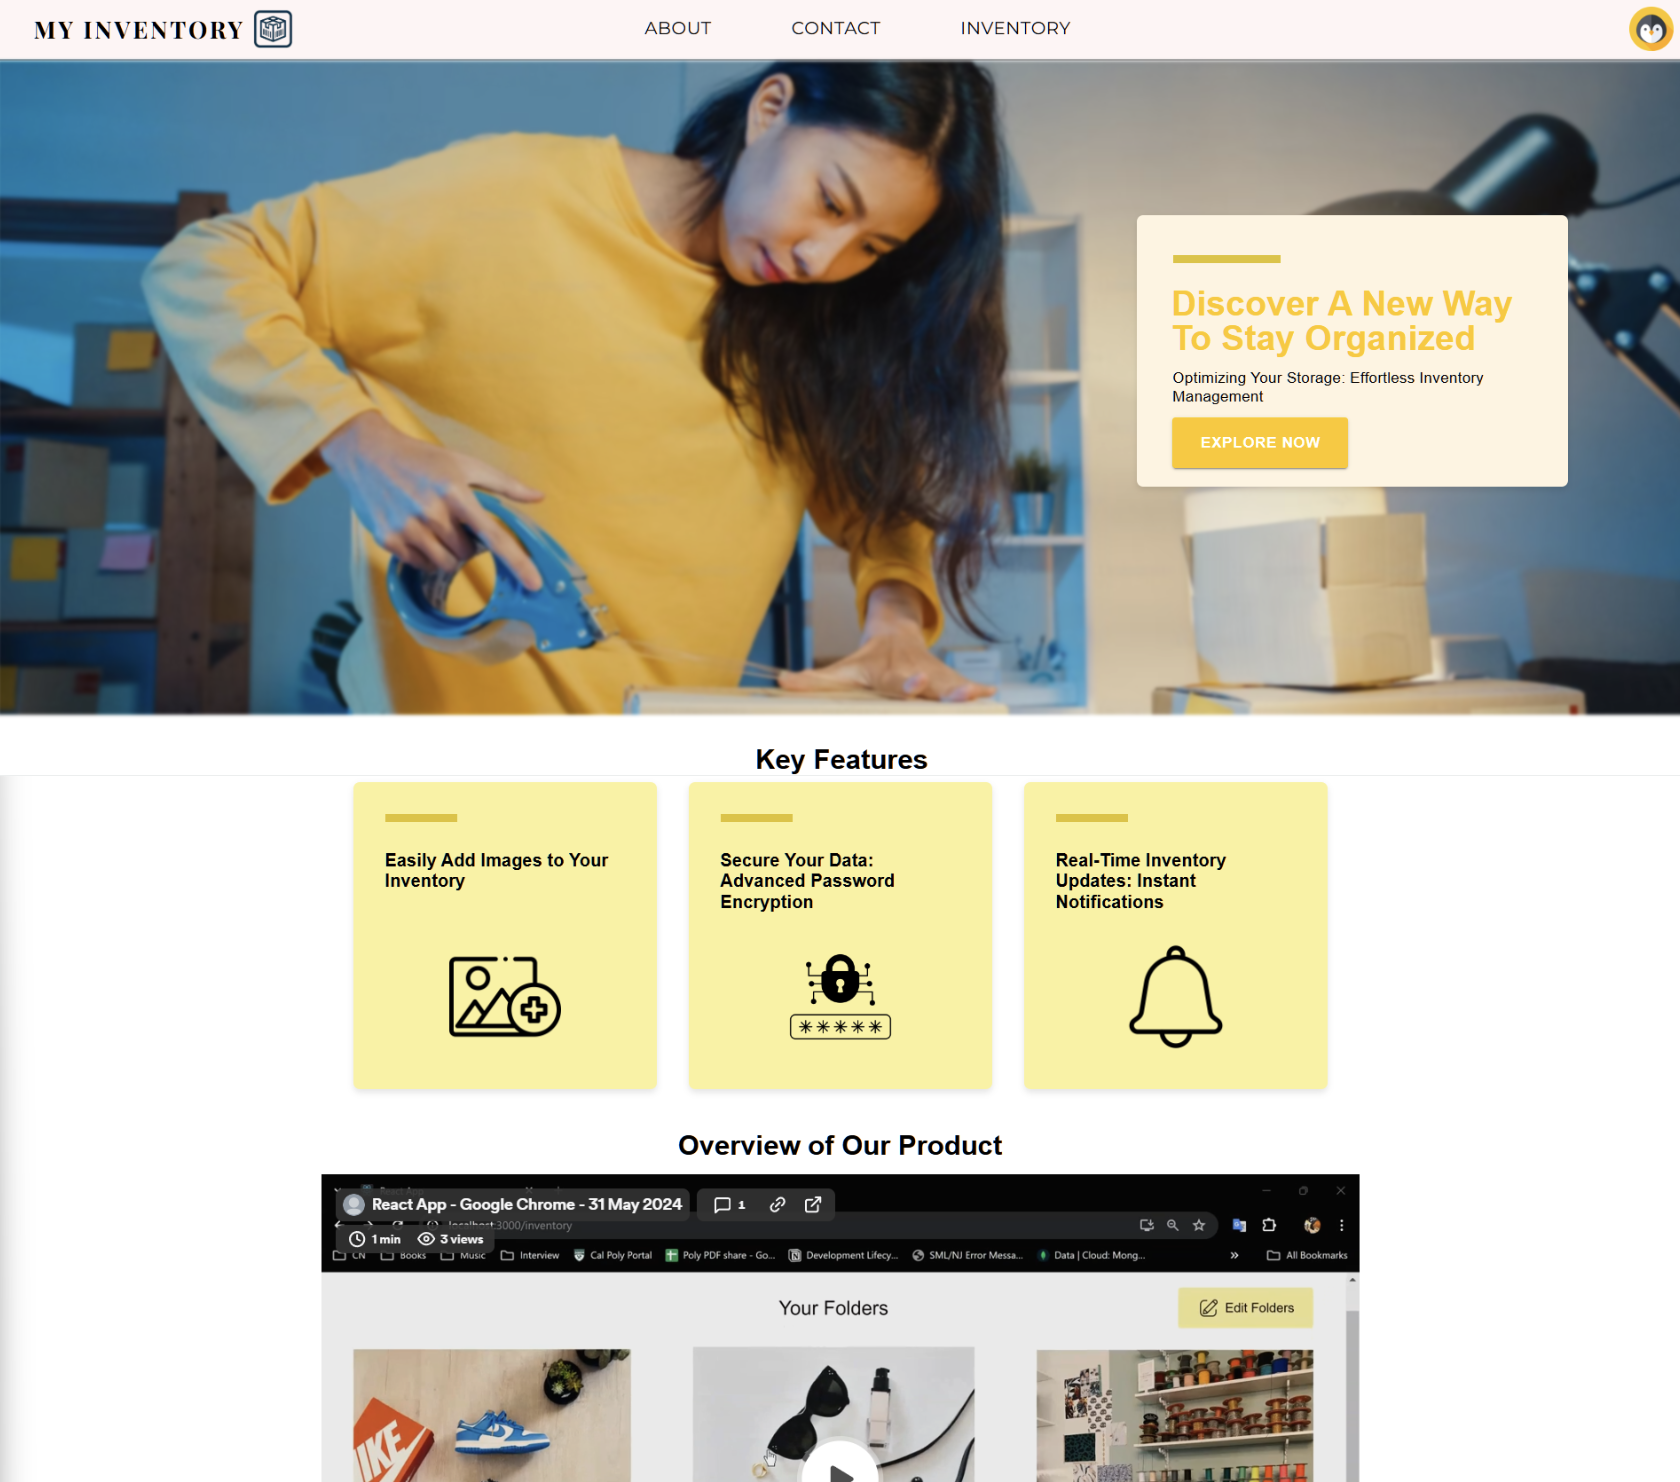 MY INVENTORY
ABOUT
CONTACT
INVENTORY
Discover A New Way
To Stay Organized
Optimizing Your Storage: Effortless Inventory
Management
EXPLORE NOW
Key Features
Easily Add Images to Your
Inventory
Secure Your Data:
Advanced Password
Encryption
*****
Real-Time Inventory
Updates: Instant
Notifications
Overview of Our Product
React App
React App - Google Chrome - 31 May 2024
1
localhost:3000/inventory
1 min
3 views
CN
Books
Music
Interview
Cal Poly Portal
Poly PDF share - Go...
Development Lifecy...
SML/NJ Error Messa...
Data | Cloud: Mong...
»
All Bookmarks
Your Folders
Edit Folders
NIKE